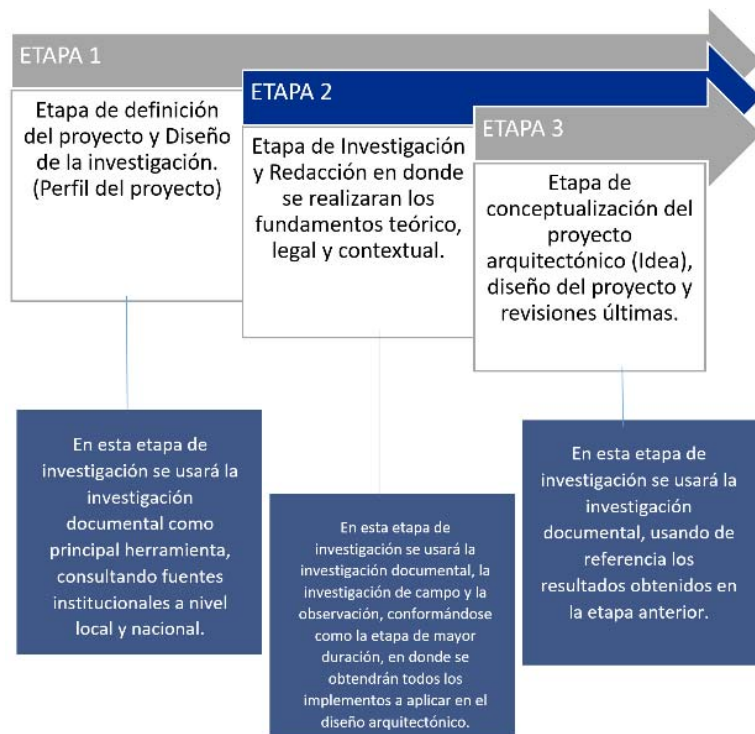 ETAPA 1
Etapa de definición
del proyecto y Diseño
de la investigación.
(Perfil del proyecto)
ETAPA 2
Etapa de Investigación
y Redacción en donde
se realizaran los
fundamentos teórico,
legal y contextual.
ETAPA 3
Etapa de
conceptualización del
proyecto
arquitectónico (Idea),
diseño del proyecto y
revisiones últimas.
En esta etapa de
investigación se usará la
investigación
documental como
principal herramienta,
consultando fuentes
institucionales a nivel
local y nacional.
En esta etapa de
investigación se usará la
investigación documental, la
investigación de campo y la
observación, conformándose
como la etapa de mayor
duración, en donde se
obtendrán todos los
implementos a aplicar en el
diseño arquitectónico.
En esta etapa de
investigación se usará la
investigación
documental, usando de
referencia los
resultados obtenidos en
la etapa anterior.